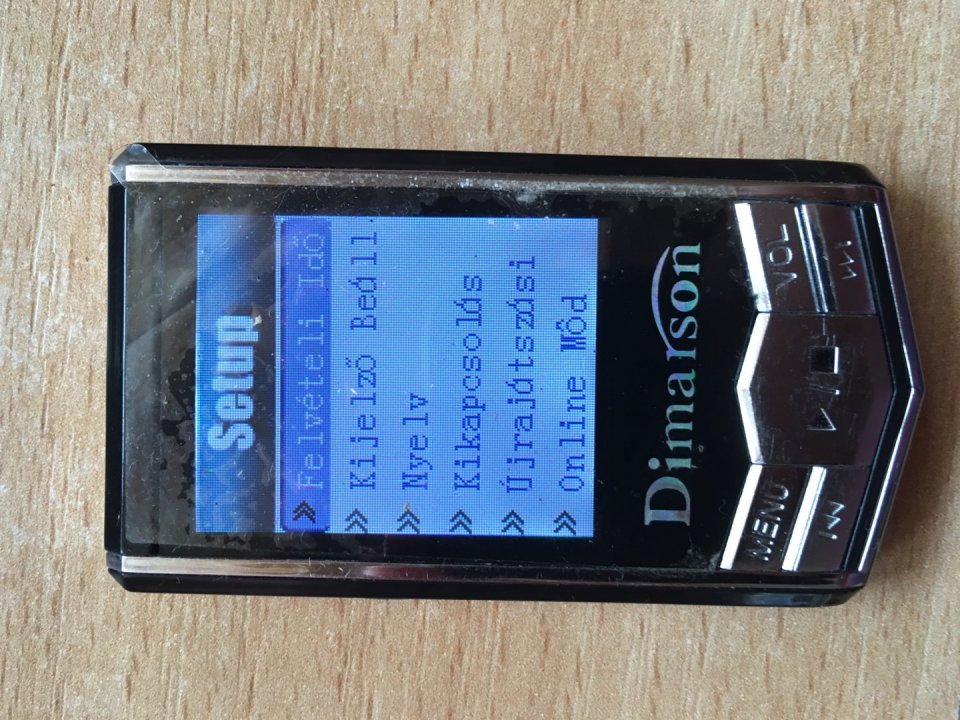 Setup
» Felvételi Idő
» Kijelző Beáll
» Nyelv
» Kikapcsolás
» Újrajátszási
» Online Mód
Dimarson
MENU
VOL